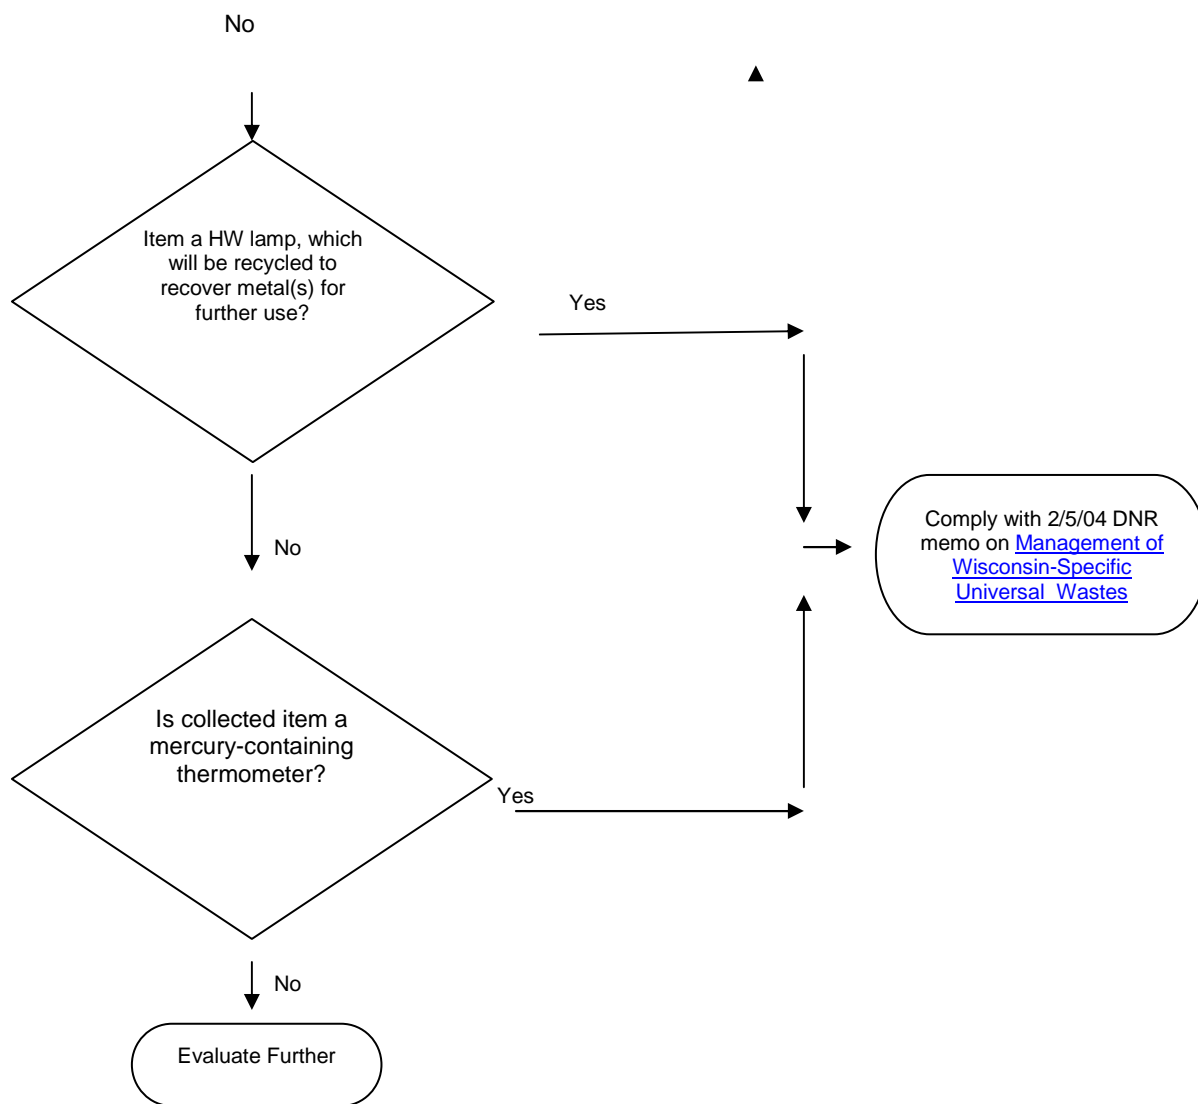 No
Item a HW lamp, which
will be recycled to
recover metal(s) for
further use?
Yes
No
Comply with 2/5/04 DNR
memo on Management of
Wisconsin-Specific
Universal Wastes
Is collected item a
mercury-containing
thermometer?
Yes
No
Evaluate Further